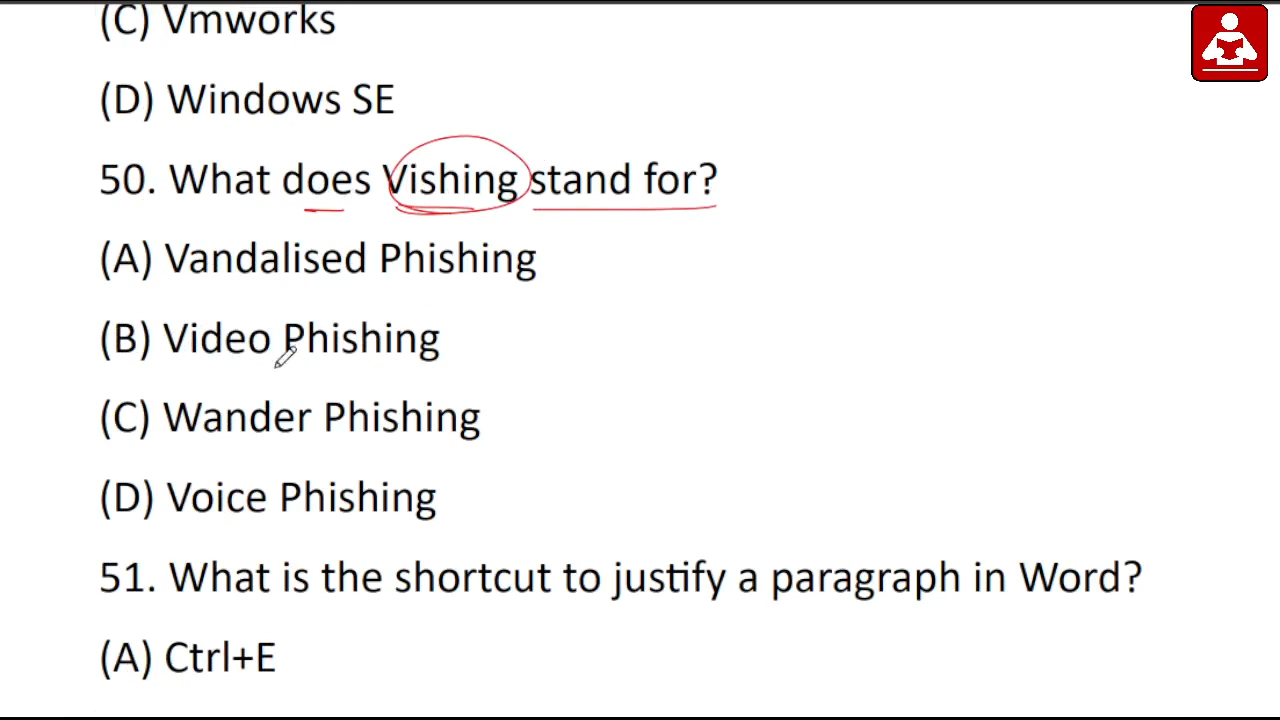 (C) Vmworks
(D) Windows SE
50. What does Vishing stand for?
(A) Vandalised Phishing
(B) Video Phishing
(C) Wander Phishing
(D) Voice Phishing
51. What is the shortcut to justify a paragraph in Word?
(A) Ctrl+E